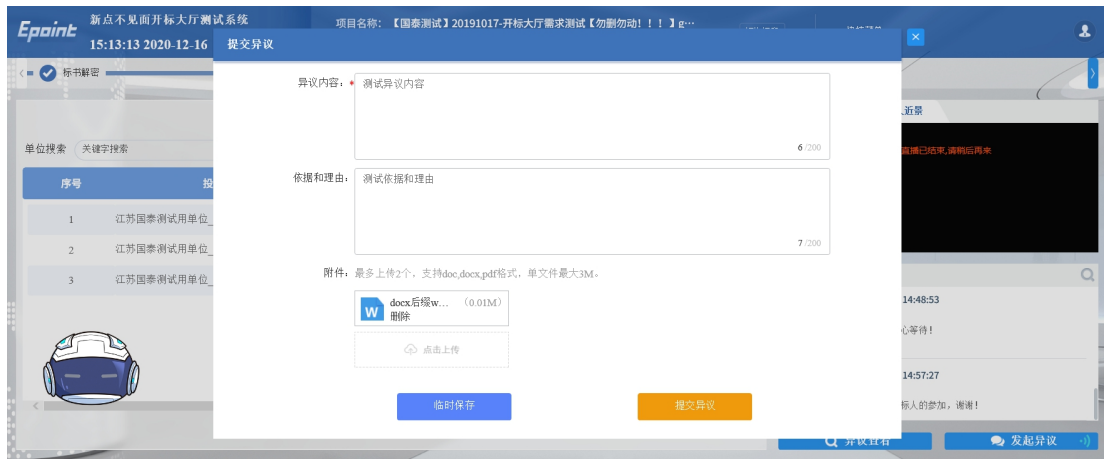 Epoint
新点不见面开标大厅测试系统
15:13:13 2020-12-16
项目名称：【国泰测试】20191017-开标大厅需求测试【勿删勿动！！！】g…
提交异议
×
标书解密
异议内容：* 测试异议内容
6/200
依据和理由： 测试依据和理由
7/200
附件： 最多上传2个，支持doc,docx,pdf格式，单文件最大3M。
W docx后缀w... （0.01M）
删除
点击上传
临时保存
提交异议
单位搜索 关键字搜索
序号 投
1 江苏国泰测试用单位_
2 江苏国泰测试用单位_
3 江苏国泰测试用单位_
近景
直播已结束,请稍后再来
14:48:53
心等待！
14:57:27
标人的参加，谢谢！
异议查看
发起异议